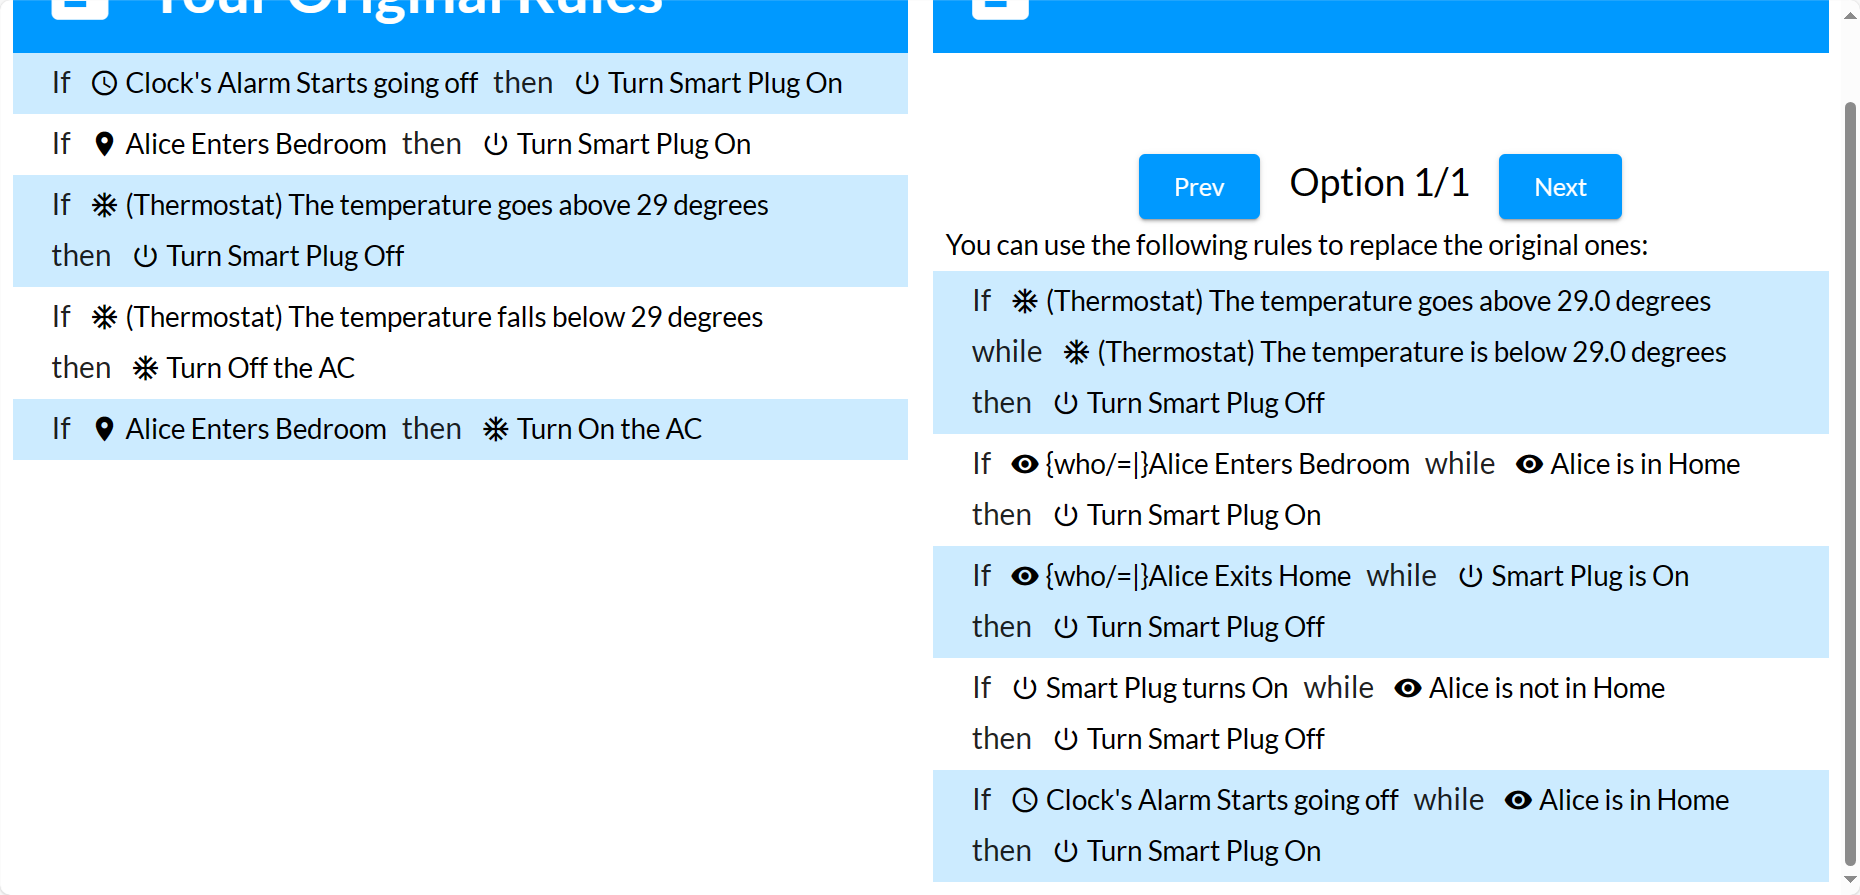 Your Original Rules
If Clock's Alarm Starts going off then Turn Smart Plug On
If Alice Enters Bedroom then Turn Smart Plug On
If (Thermostat) The temperature goes above 29 degrees
then Turn Smart Plug Off
If (Thermostat) The temperature falls below 29 degrees
then Turn Off the AC
If Alice Enters Bedroom then Turn On the AC
Prev Option 1/1 Next
You can use the following rules to replace the original ones:
If (Thermostat) The temperature goes above 29.0 degrees
while (Thermostat) The temperature is below 29.0 degrees
then Turn Smart Plug Off
If {who/=|}Alice Enters Bedroom while Alice is in Home
then Turn Smart Plug On
If {who/=|}Alice Exits Home while Smart Plug is On
then Turn Smart Plug Off
If Smart Plug turns On while Alice is not in Home
then Turn Smart Plug Off
If Clock's Alarm Starts going off while Alice is in Home
then Turn Smart Plug On